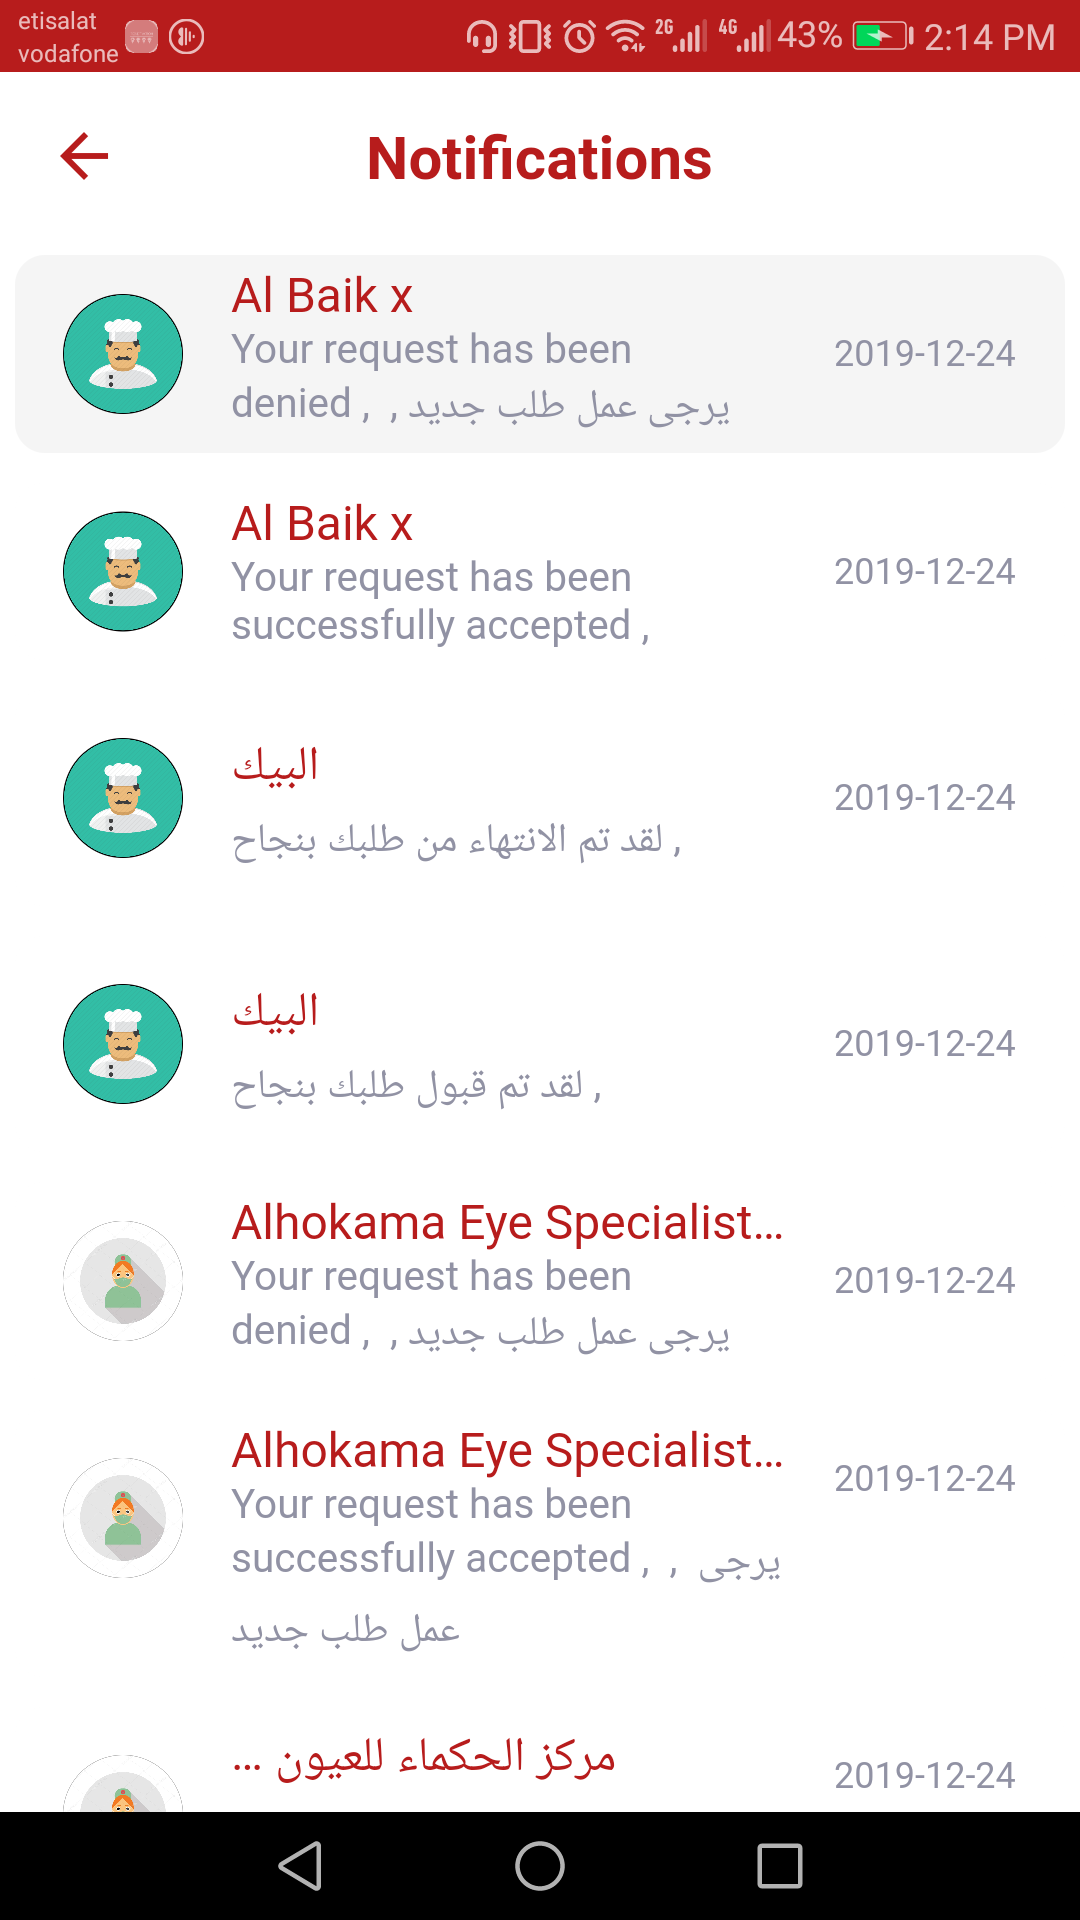 etisalat
vodafone
2G
4G
43%
2:14 PM
Notifications
Al Baik x
Your request has been
denied ,  , يرجى عمل طلب جديد
2019-12-24
Al Baik x
Your request has been
successfully accepted ,
2019-12-24
البيك
لقد تم الانتهاء من طلبك بنجاح ,
2019-12-24
البيك
لقد تم قبول طلبك بنجاح ,
2019-12-24
Alhokama Eye Specialist...
Your request has been
denied ,  , يرجى عمل طلب جديد
2019-12-24
Alhokama Eye Specialist...
Your request has been
successfully accepted ,  ,  يرجى
عمل طلب جديد
2019-12-24
مركز الحكماء للعيون ...
2019-12-24